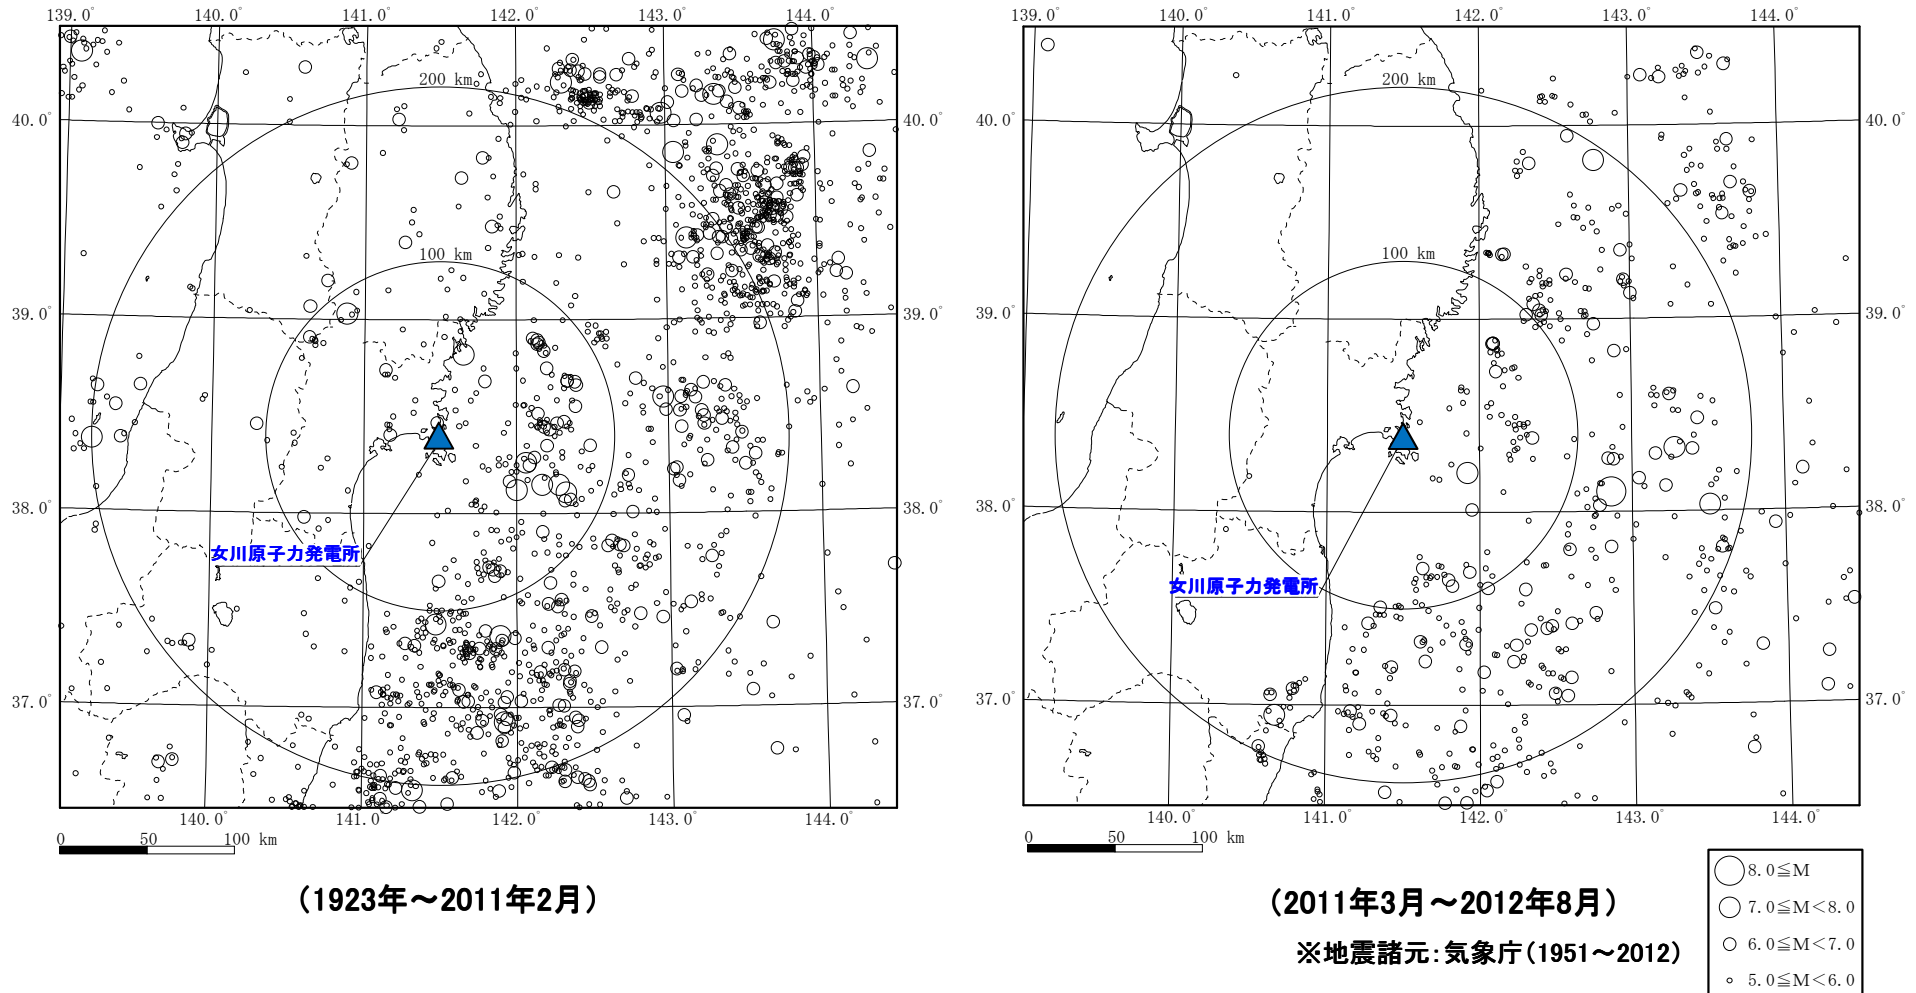 139.0° 140.0° 141.0° 142.0° 143.0° 144.0°
200 km
40.0° 40.0°
100 km
39.0° 39.0°
38.0° 38.0°
女川原子力発電所
37.0° 37.0°
140.0° 141.0° 142.0° 143.0° 144.0°
0 50 100 km
（1923年～2011年2月）
139.0° 140.0° 141.0° 142.0° 143.0° 144.0°
200 km
40.0° 40.0°
100 km
39.0° 39.0°
38.0° 38.0°
女川原子力発電所
37.0° 37.0°
140.0° 141.0° 142.0° 143.0° 144.0°
0 50 100 km
（2011年3月～2012年8月）
※地震諸元：気象庁（1951～2012）
8.0≦M
7.0≦M<8.0
6.0≦M<7.0
5.0≦M<6.0